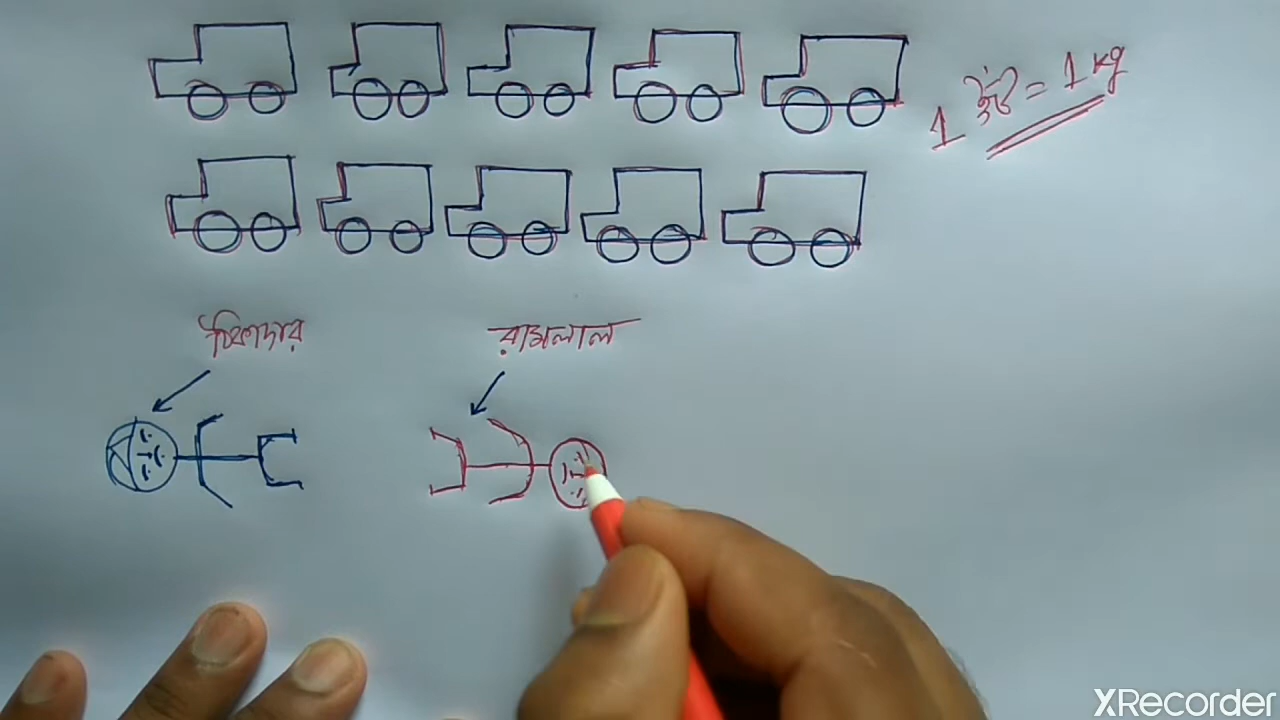 1 ইট = 1 kg
ঠিকাদার
রামলাল
XRecorder